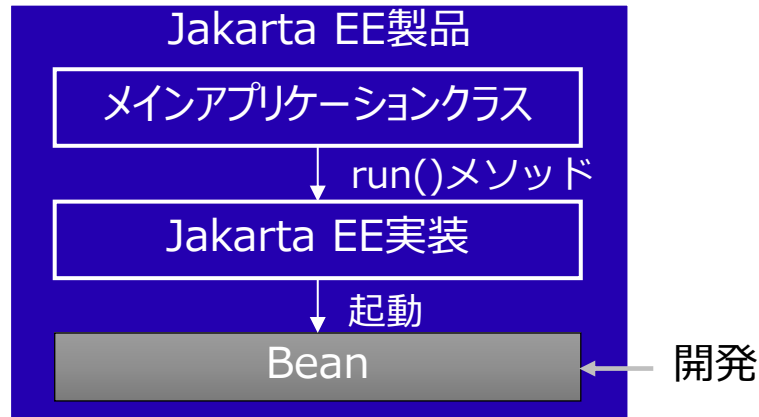 Jakarta EE製品
メインアプリケーションクラス
run()メソッド
Jakarta EE実装
起動
Bean
開発